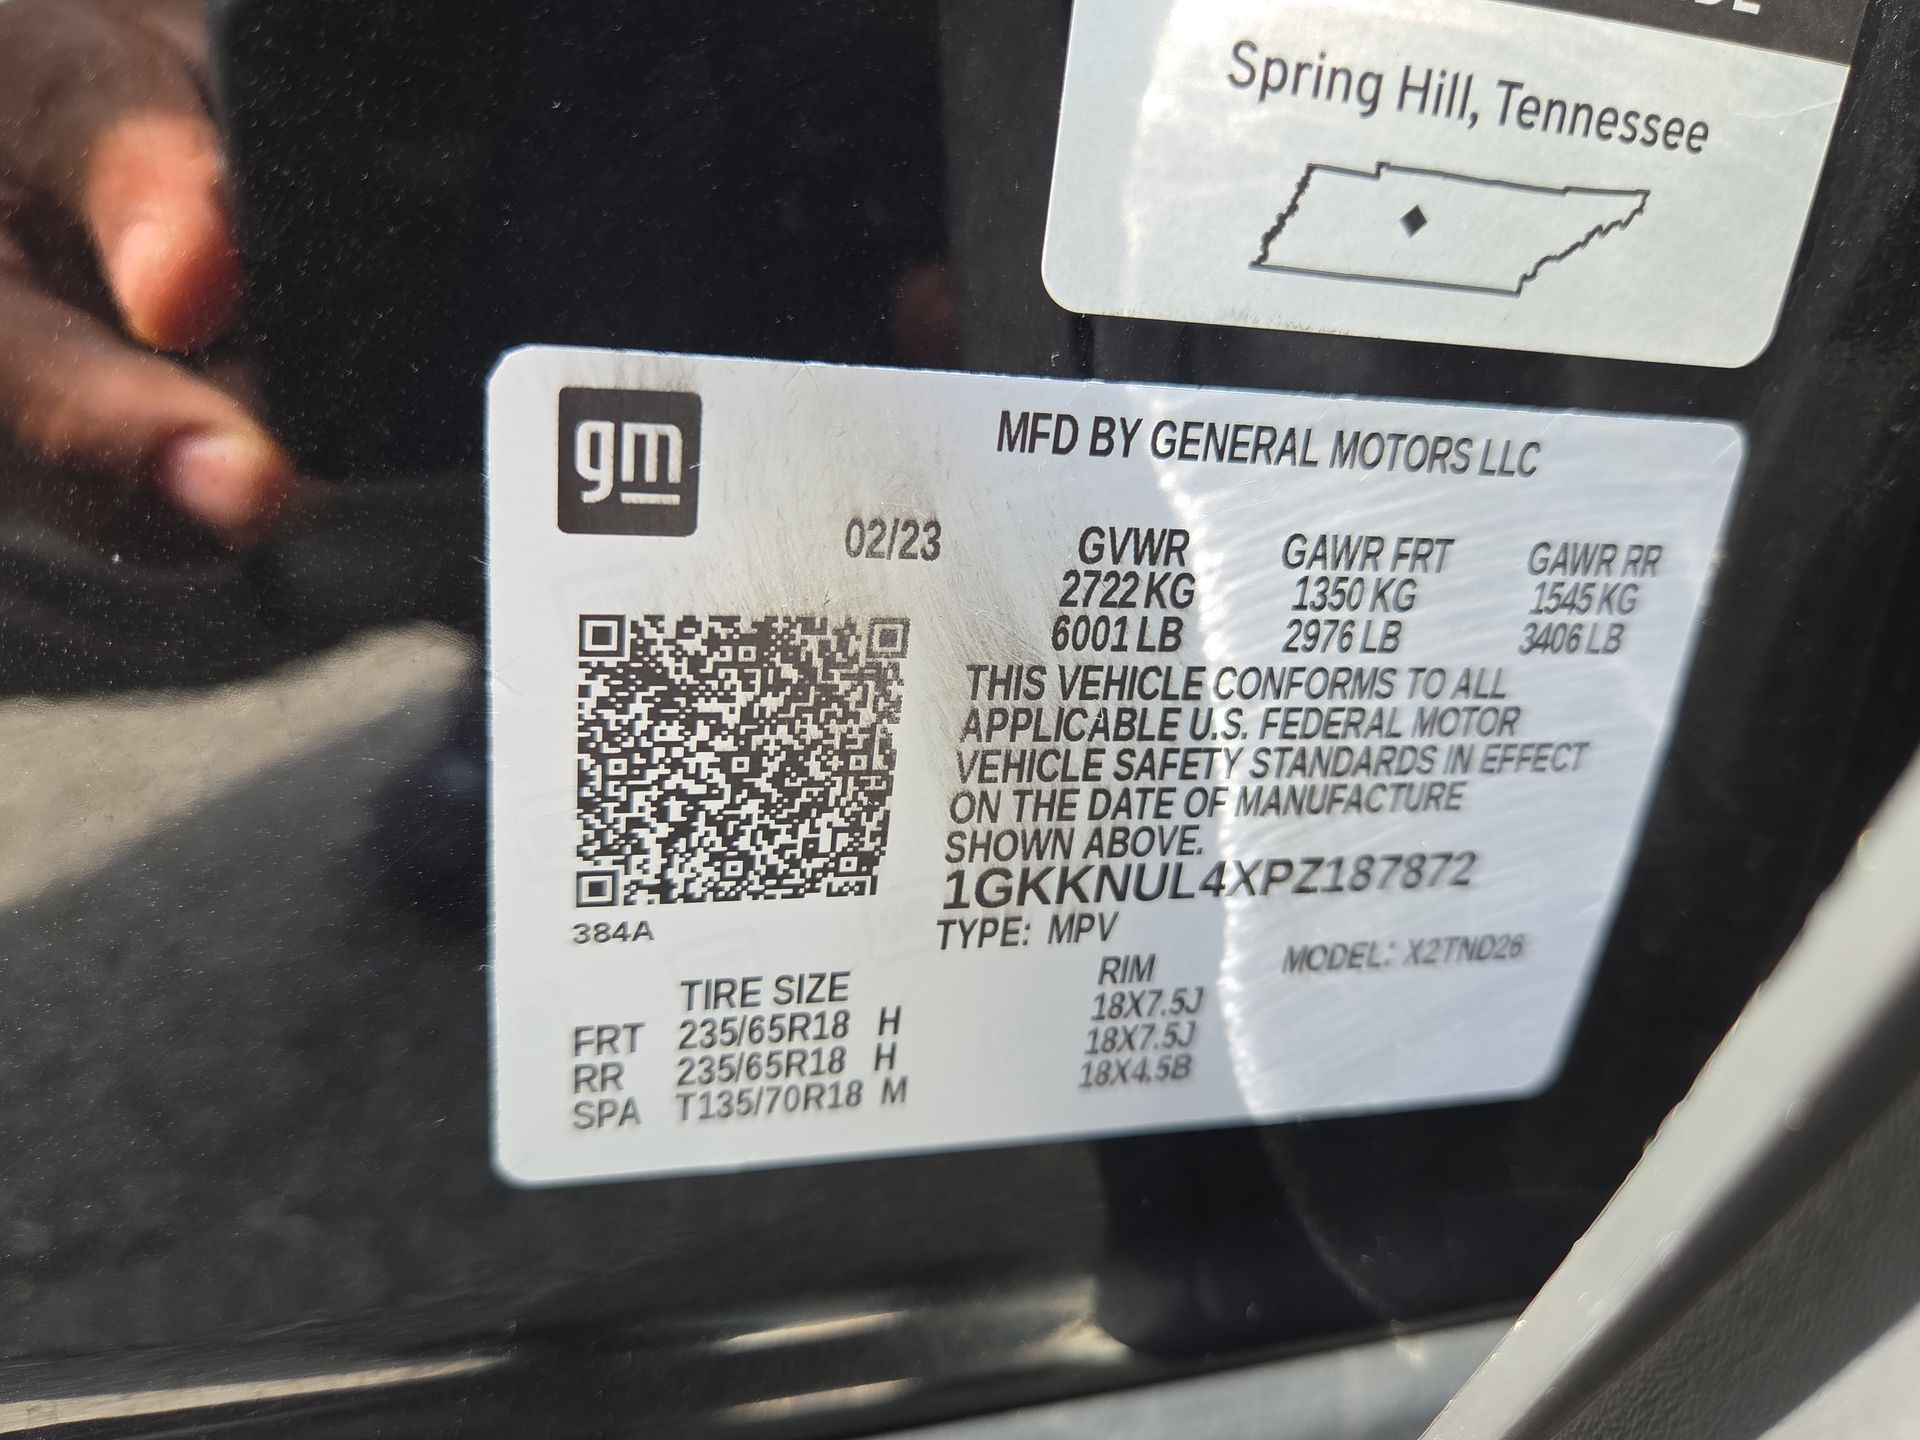 Spring Hill, Tennessee
gm
MFD BY GENERAL MOTORS LLC
02/23
GVWR GAWR FRT GAWR RR
2722 KG 1350 KG 1545 KG
6001 LB 2976 LB 3406 LB
THIS VEHICLE CONFORMS TO ALL
APPLICABLE U.S. FEDERAL MOTOR
VEHICLE SAFETY STANDARDS IN EFFECT
ON THE DATE OF MANUFACTURE
SHOWN ABOVE.
1GKKNUL4XPZ187872
384A
TYPE: MPV MODEL: X2TND26
TIRE SIZE RIM
FRT 235/65R18 H 18X7.5J
RR 235/65R18 H 18X7.5J
SPA T135/70R18 M 18X4.5B